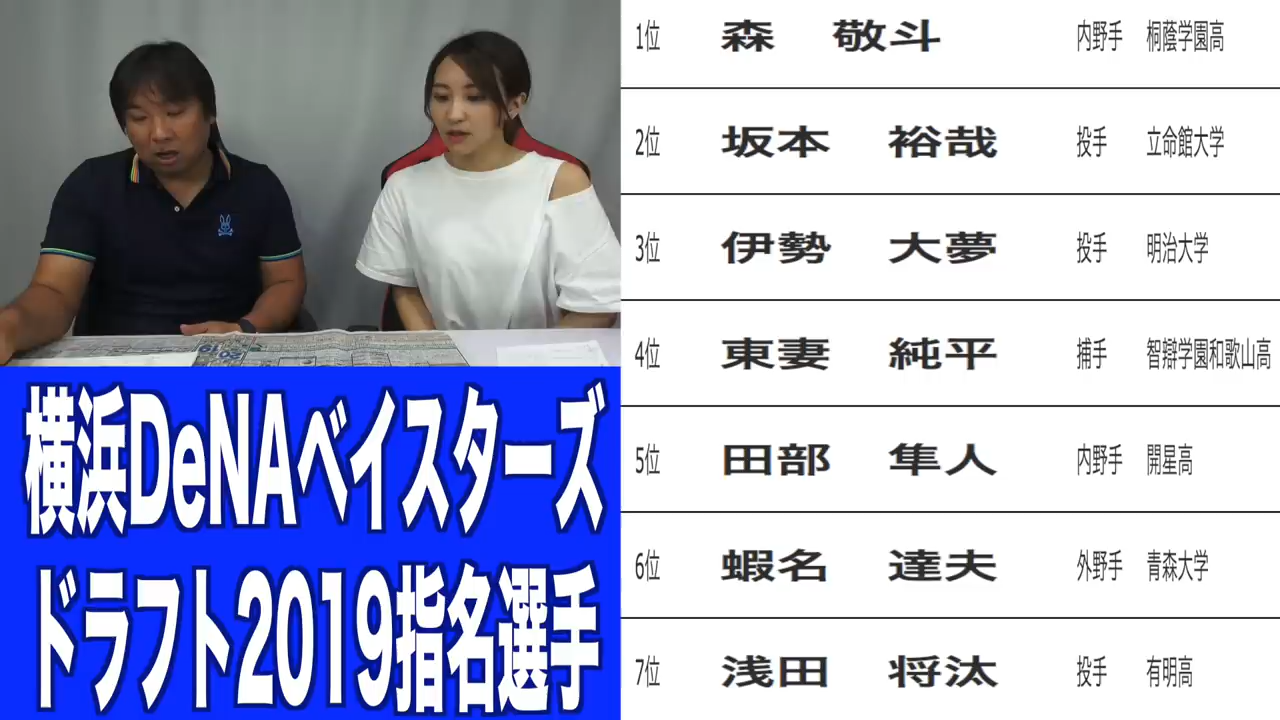 1位 森 敬斗 内野手 桐蔭学園高
2位 坂本 裕哉 投手 立命館大学
3位 伊勢 大夢 投手 明治大学
4位 東妻 純平 捕手 智辯学園和歌山高
5位 田部 隼人 内野手 開星高
6位 蝦名 達夫 外野手 青森大学
7位 浅田 将汰 投手 有明高
横浜DeNAベイスターズ
ドラフト2019指名選手